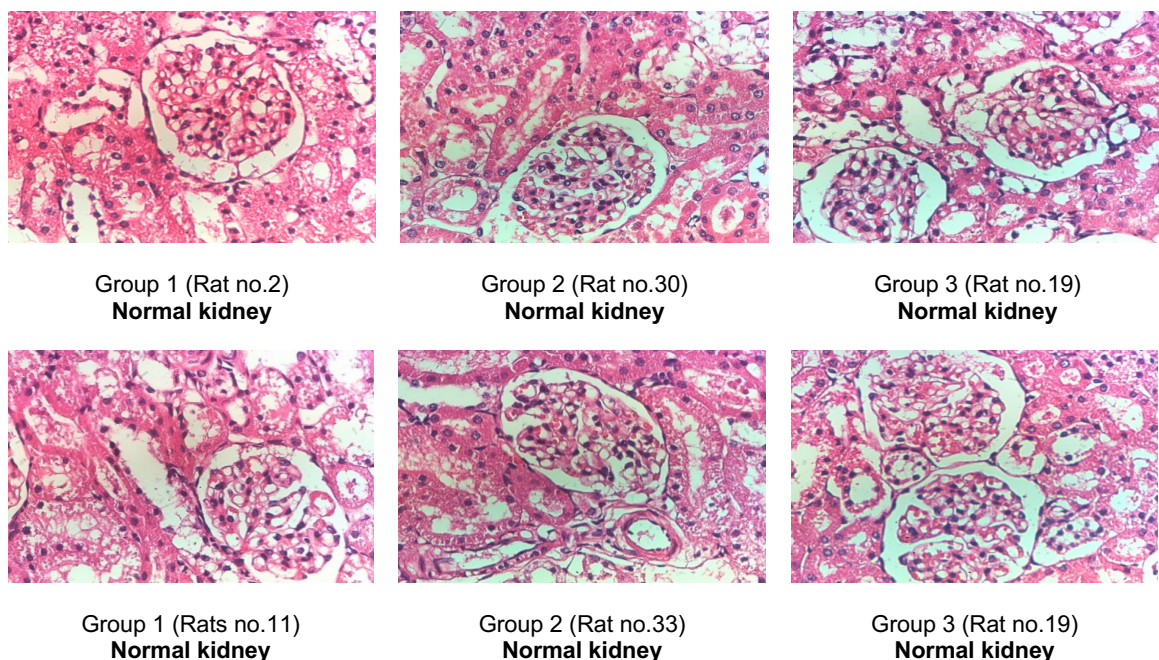 Group 1 (Rat no.2)
Normal kidney
Group 2 (Rat no.30)
Normal kidney
Group 3 (Rat no.19)
Normal kidney
Group 1 (Rats no.11)
Normal kidney
Group 2 (Rat no.33)
Normal kidney
Group 3 (Rat no.19)
Normal kidney